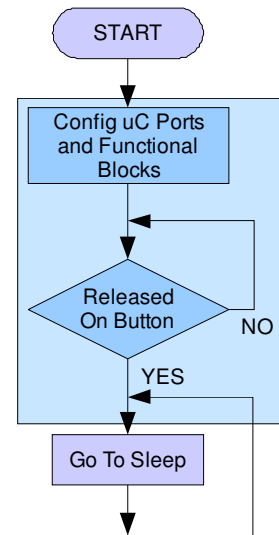 START
Config uC Ports
and Functional
Blocks
Released
On Button
NO
YES
Go To Sleep